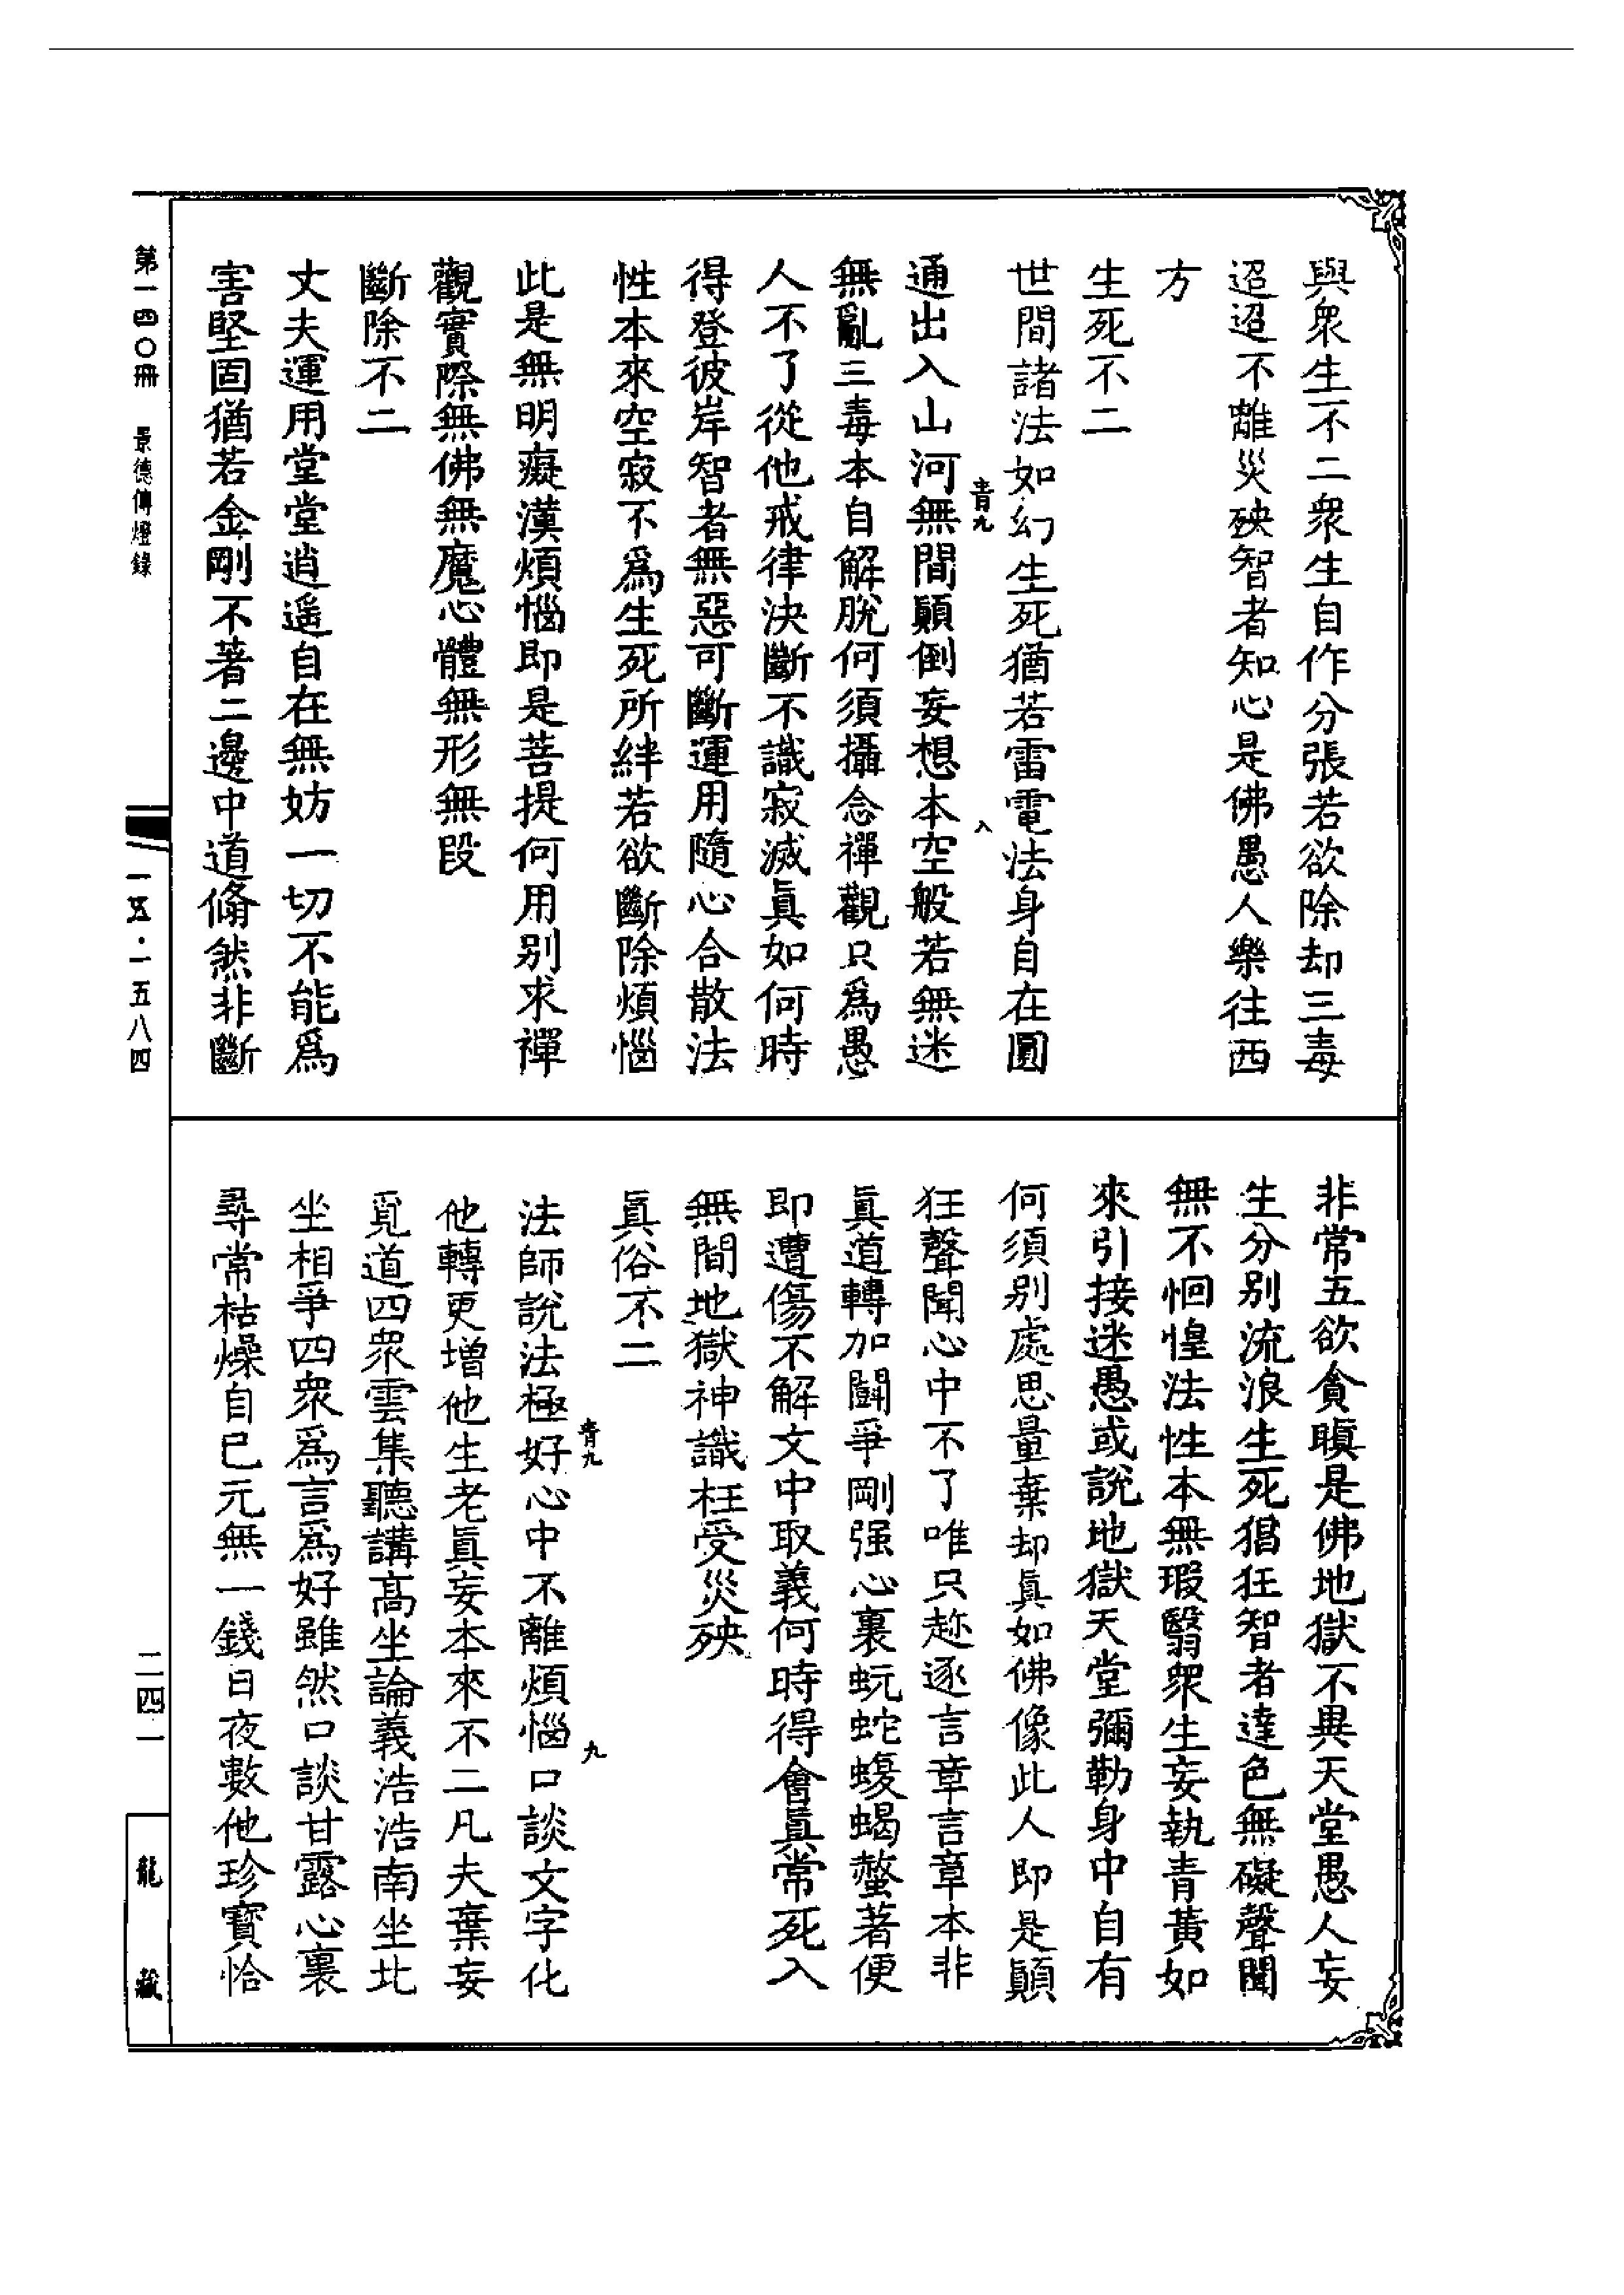 與衆生不二衆生自作分張若欲除却三毒
迢迢不離災殃智者知心是佛愚人樂往西
方
生死不二
世間諸法如幻生死猶若雷電法身自在圓
通出入山河無間顚倒妄想本空般若無迷
無亂三毒本自解脫何須攝念禪觀只爲愚
人不了從他戒律決斷不識寂滅眞如何時
得登彼岸智者無惡可斷運用隨心合散法
性本來空寂不爲生死所絆若欲斷除煩惱
此是無明癡漢煩惱即是菩提何用別求禪
觀實際無佛無魔心體無形無段
斷除不二
丈夫運用堂堂逍遥自在無妨一切不能爲
害堅固猶若金剛不著二邊中道翛然非斷
青九
八
非常五欲貪瞋是佛地獄不異天堂愚人妄
生分別流浪生死猖狂智者達色無礙聲聞
無不恛惶法性本無瑕翳衆生妄執青黃如
來引接迷愚或説地獄天堂彌勒身中自有
何須別處思量棄却眞如佛像此人即是顚
狂聲聞心中不了唯只趂逐言章言章本非
眞道轉加鬭爭剛强心裏蚖蛇蝮蝎螫著便
即遭傷不解文中取義何時得會眞常死入
無間地獄神識枉受災殃
眞俗不二
法師説法極好心中不離煩惱口談文字化
他轉更增他生老眞妄本來不二凡夫棄妄
覓道四衆雲集聽講髙坐論義浩浩南坐北
坐相爭四衆爲言爲好雖然口談甘露心裏
尋常枯燥自已元無一錢日夜數他珍寶恰
青九
九
第一四〇冊　景德傳燈錄
一五·一五八四
二四一
龍藏